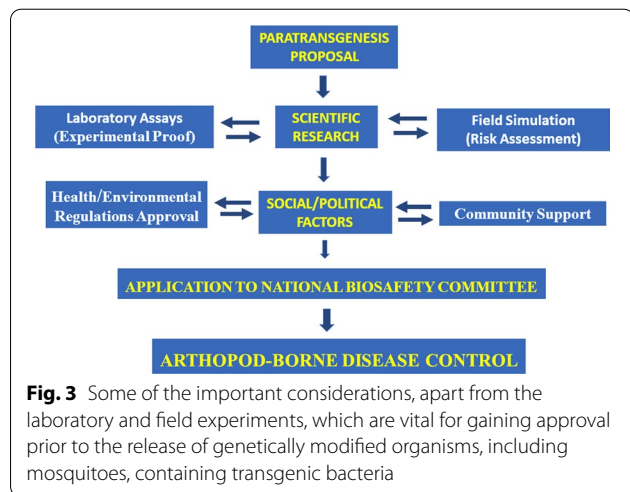 PARATRANSGENESIS
PROPOSAL
Laboratory Assays
(Experimental Proof)
SCIENTIFIC
RESEARCH
Field Simulation
(Risk Assessment)
Health/Environmental
Regulations Approval
SOCIAL/POLITICAL
FACTORS
Community Support
APPLICATION TO NATIONAL BIOSAFETY COMMITTEE
ARTHOPOD-BORNE DISEASE CONTROL
Fig. 3 Some of the important considerations, apart from the
laboratory and field experiments, which are vital for gaining approval
prior to the release of genetically modified organisms, including
mosquitoes, containing transgenic bacteria